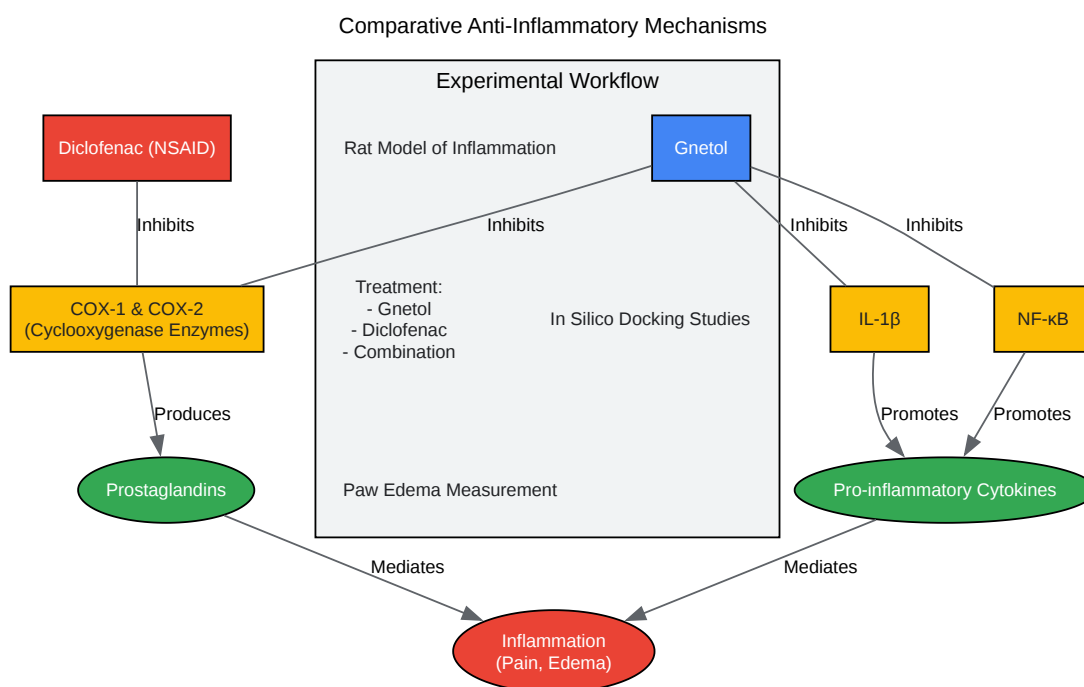 Comparative Anti-Inflammatory Mechanisms
Experimental Workflow
Diclofenac (NSAID)
Rat Model of Inflammation
Gnetol
Inhibits
Inhibits
Inhibits
Inhibits
COX-1 & COX-2
(Cyclooxygenase Enzymes)
Treatment:
- Gnetol
- Diclofenac
- Combination
In Silico Docking Studies
IL-1β
NF-κB
Produces
Promotes
Promotes
Prostaglandins
Paw Edema Measurement
Pro-inflammatory Cytokines
Mediates
Mediates
Inflammation
(Pain, Edema)